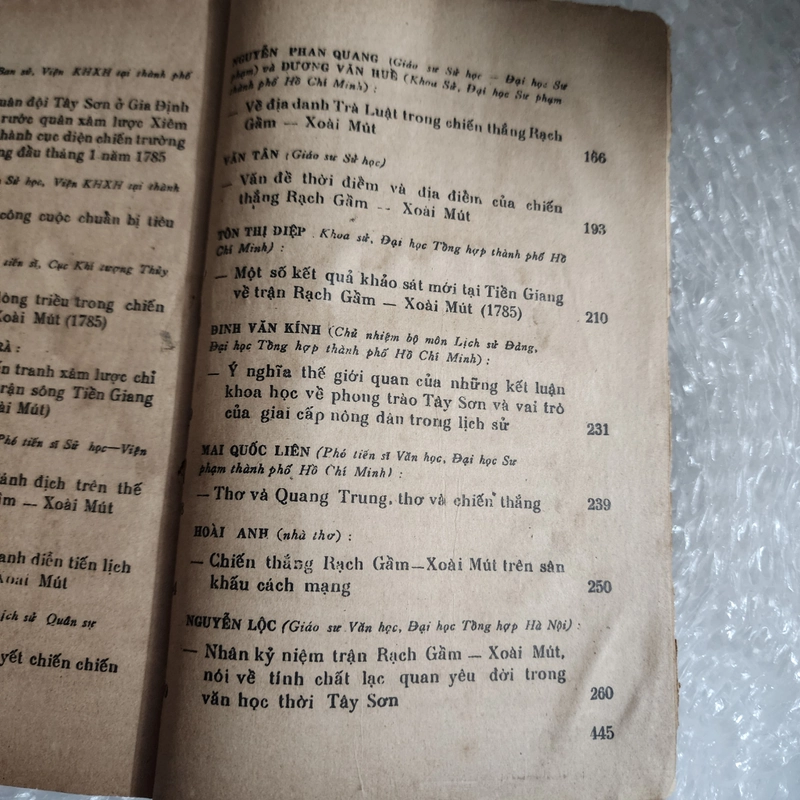 Ban sử, Viện KHXH tại thành phố
quân đội Tây Sơn ở Gia Định
trước quân xâm lược Xiêm
thành cục diện chiến trường
đầu tháng 1 năm 1785
Sử học, Viện KHXH tại thành
công cuộc chuẩn bị tiêu
tiến sĩ, Cục Khí tượng Thủy
triều trong chiến
Xoài Mút (1785)
tranh xâm lược chỉ
trận sông Tiền Giang
Mút)
Phó tiến sĩ Sử học—Viện
đánh địch trên thế
— Xoài Mút
diễn tiến lịch
Xoài Mút
Lịch sử Quân sự
quyết chiến chiến
NGUYỄN PHAN QUANG (Giáo sư Sử học — Đại học Sư
phạm) và DƯƠNG VĂN HUỀ (Khoa Sử, Đại học Sư phạm
thành phố Hồ Chí Minh) :
— Về địa danh Trà Luật trong chiến thắng Rạch
Gầm — Xoài Mút 166
VĂN TÂN (Giáo sư Sử học)
— Vấn đề thời điểm và địa điểm của chiến
thắng Rạch Gầm — Xoài Mút 193
TÔN THỊ DIỆP Khoa sử, Đại học Tổng hợp thành phố Hồ
Chí Minh) :
— Một số kết quả khảo sát mới tại Tiền Giang
về trận Rạch Gầm — Xoài Mút (1785) 210
ĐINH VĂN KÍNH (Chủ nhiệm bộ môn Lịch sử Đảng,
Đại học Tổng hợp thành phố Hồ Chí Minh) :
— Ý nghĩa thế giới quan của những kết luận
khoa học về phong trào Tây Sơn và vai trò
của giai cấp nông dân trong lịch sử 231
MAI QUỐC LIÊN (Phó tiến sĩ Văn học, Đại học Sư
phạm thành phố Hồ Chí Minh) :
— Thơ và Quang Trung, thơ và chiến thắng 239
HOÀI ANH (nhà thơ) :
— Chiến thắng Rạch Gầm—Xoài Mút trên sân
khấu cách mạng 250
NGUYỄN LỘC (Giáo sư Văn học, Đại học Tổng hợp Hà Nội) :
— Nhân kỷ niệm trận Rạch Gầm — Xoài Mút,
nói về tính chất lạc quan yêu đời trong
văn học thời Tây Sơn 260
445